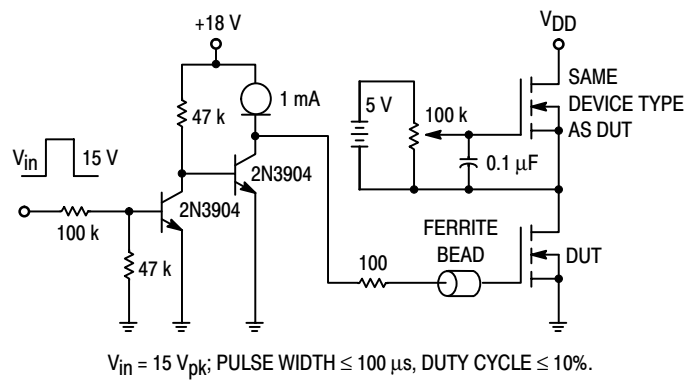 +18 V
VDD
1 mA
SAME
DEVICE TYPE
AS DUT
5 V
100 k
47 k
Vin
15 V
0.1 μF
2N3904
2N3904
100 k
47 k
FERRITE
BEAD
DUT
100
Vin = 15 Vpk; PULSE WIDTH ≤ 100 μs, DUTY CYCLE ≤ 10%.